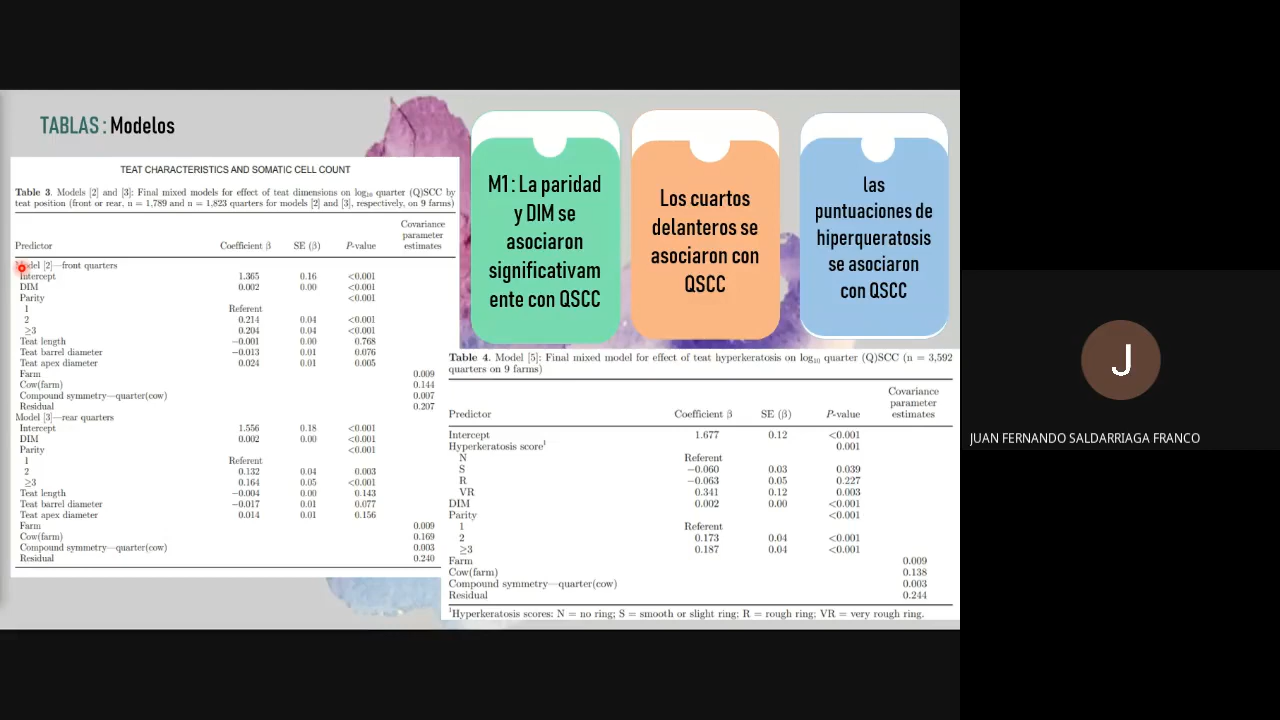 TABLAS : Modelos
TEAT CHARACTERISTICS AND SOMATIC CELL COUNT
Table 3. Models [2] and [3]: Final mixed models for effect of teat dimensions on log10 quarter (Q)SCC by
teat position (front or rear, n = 1,789 and n = 1,823 quarters for models [2] and [3], respectively, on 9 farms)
Predictor Coefficient β SE (β) P-value Covariance parameter estimates
Model [2]—front quarters
Intercept 1.365 0.16 <0.001
DIM 0.002 0.00 <0.001
Parity <0.001
1 Referent
2 0.214 0.04 <0.001
≥3 0.204 0.04 <0.001
Teat length −0.001 0.00 0.768
Teat barrel diameter −0.013 0.01 0.076
Teat apex diameter 0.024 0.01 0.005
Farm 0.009
Cow(farm) 0.144
Compound symmetry—quarter(cow) 0.007
Residual 0.207
Model [3]—rear quarters
Intercept 1.556 0.18 <0.001
DIM 0.002 0.00 <0.001
Parity <0.001
1 Referent
2 0.132 0.04 0.003
≥3 0.164 0.05 <0.001
Teat length −0.004 0.00 0.143
Teat barrel diameter −0.017 0.01 0.077
Teat apex diameter 0.014 0.01 0.156
Farm 0.009
Cow(farm) 0.169
Compound symmetry—quarter(cow) 0.003
Residual 0.240
M1: La paridad
y DIM se
asociaron
significativam
ente con QSCC
Los cuartos
delanteros se
asociaron con
QSCC
las
puntuaciones de
hiperqueratosis
se asociaron
con QSCC
Table 4. Model [5]: Final mixed model for effect of teat hyperkeratosis on log10 quarter (Q)SCC (n = 3,592
quarters on 9 farms)
Predictor Coefficient β SE (β) P-value Covariance parameter estimates
Intercept 1.677 0.12 <0.001
Hyperkeratosis score1 0.001
N Referent
S −0.060 0.03 0.039
R −0.063 0.05 0.227
VR 0.341 0.12 0.003
DIM 0.002 0.00 <0.001
Parity <0.001
1 Referent
2 0.173 0.04 <0.001
≥3 0.187 0.04 <0.001
Farm 0.009
Cow(farm) 0.138
Compound symmetry—quarter(cow) 0.003
Residual 0.244
1Hyperkeratosis scores: N = no ring; S = smooth or slight ring; R = rough ring; VR = very rough ring.
J
JUAN FERNANDO SALDARRIAGA FRANCO